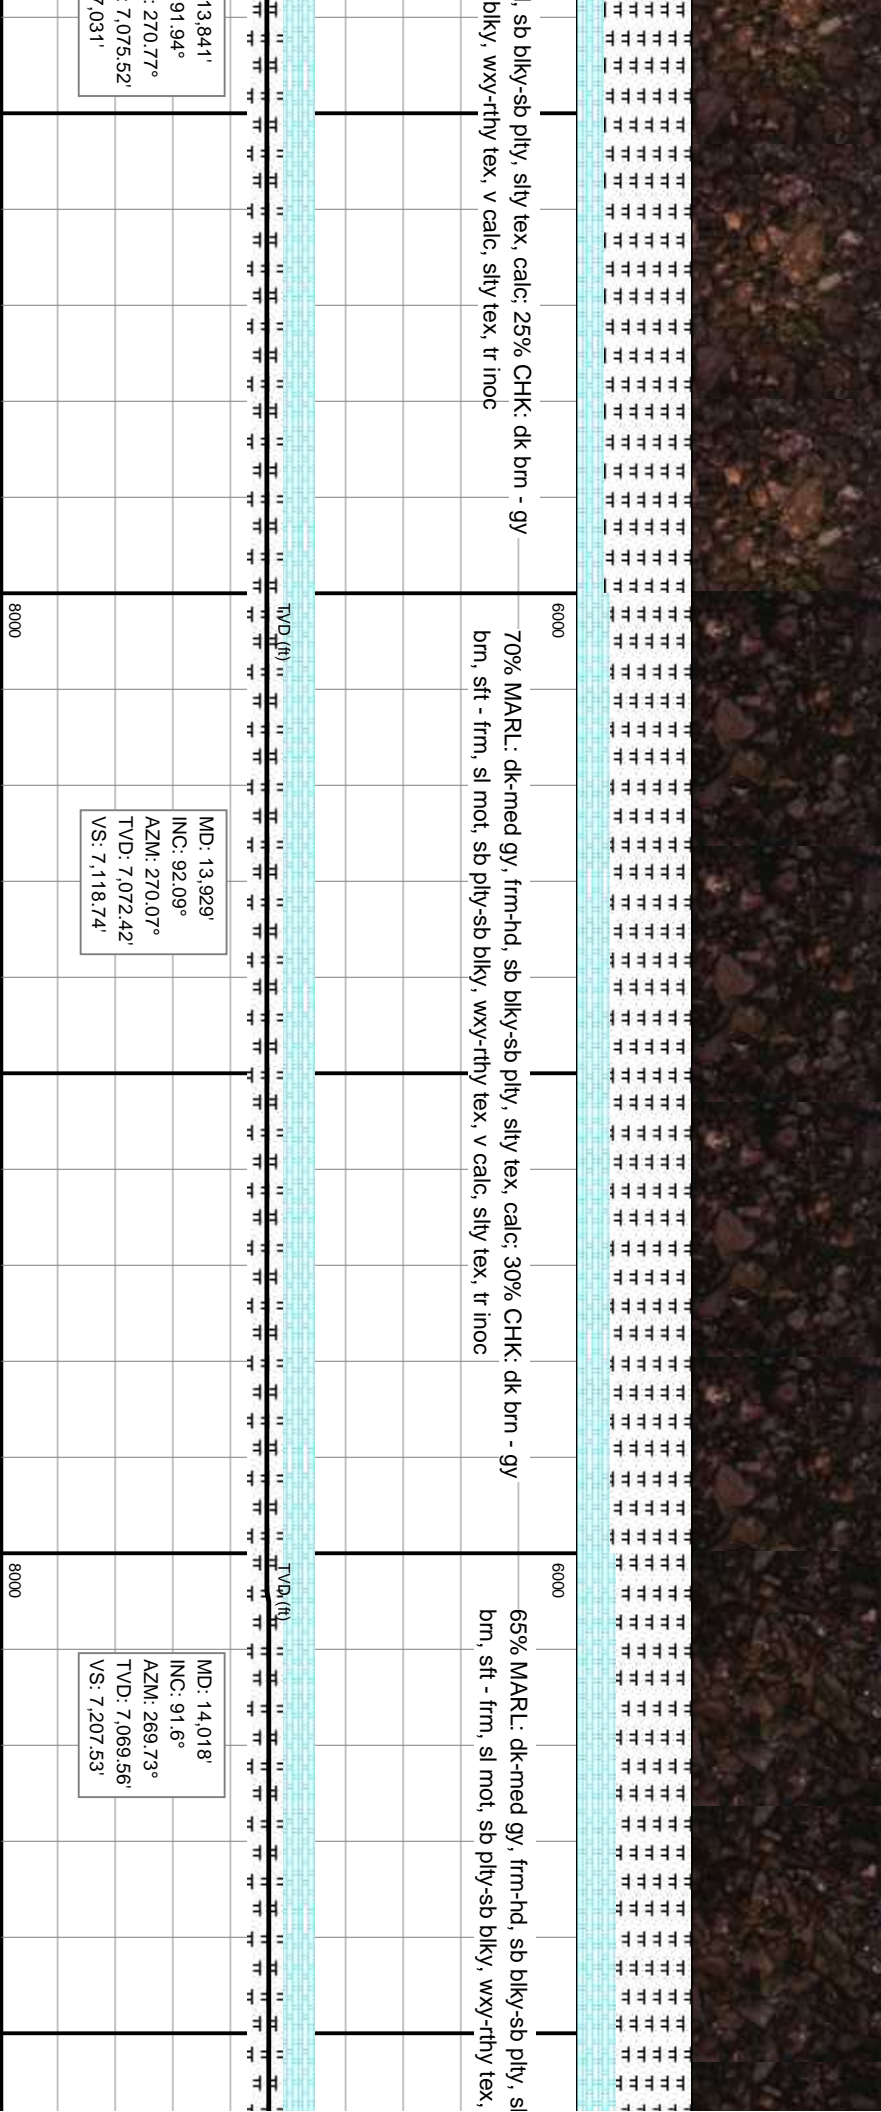 l, sb blky-sb plty, slty tex, calc; 25% CHK: dk brn - gy
blky, wxy-rthy tex, v calc, slty tex, tr inoc
13,841'
91.94°
: 270.77°
: 7,075.52'
7,031'
6000
TVD (ft)
8000
70% MARL: dk-med gy, frm-hd, sb blky-sb plty, slty tex, calc; 30% CHK: dk brn - gy
brn, sft - frm, sl mot, sb plty-sb blky, wxy-rthy tex, v calc, slty tex, tr inoc
MD: 13,929'
INC: 92.09°
AZM: 270.07°
TVD: 7,072.42'
VS: 7,118.74'
6000
TVD (ft)
8000
65% MARL: dk-med gy, frm-hd, sb blky-sb plty, sl
brn, sft - frm, sl mot, sb plty-sb blky, wxy-rthy tex,
MD: 14,018'
INC: 91.6°
AZM: 269.73°
TVD: 7,069.56'
VS: 7,207.53'